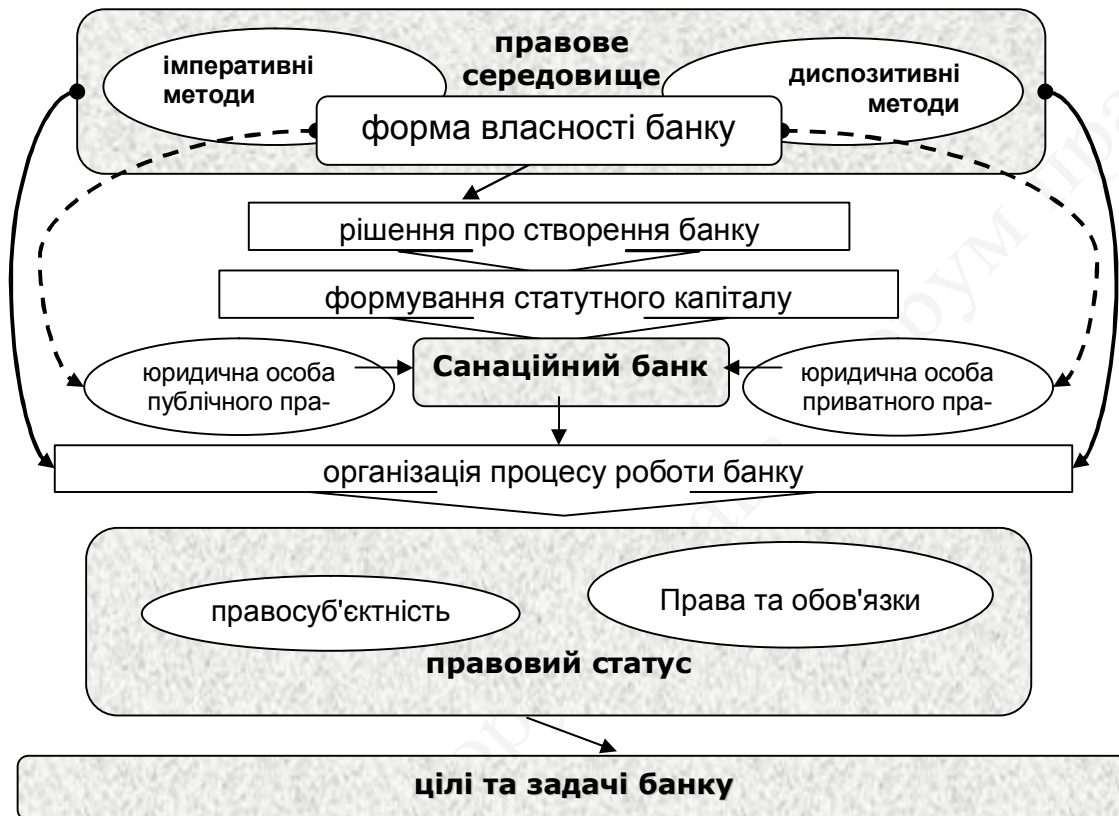 правове
середовище
імперативні
методи
диспозитивні
методи
форма власності банку
рішення про створення банку
формування статутного капіталу
Санаційний банк
юридична особа
публічного пра-
юридична особа
приватного пра-
організація процесу роботи банку
правосуб'єктність
Права та обов'язки
правовий статус
цілі та задачі банку